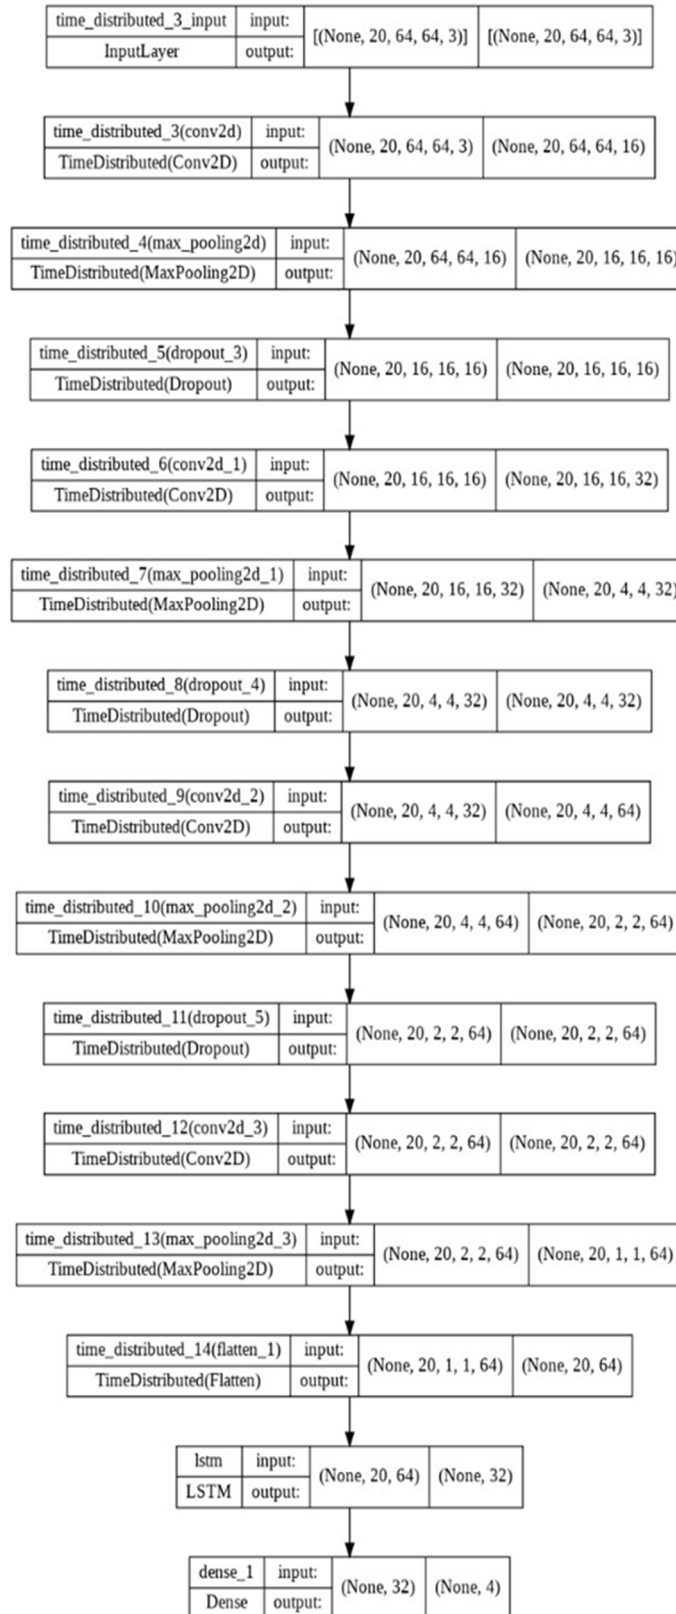 time_distributed_3_input input: [(None, 20, 64, 64, 3)] [(None, 20, 64, 64, 3)]
InputLayer output:
time_distributed_3(conv2d) input: (None, 20, 64, 64, 3) (None, 20, 64, 64, 16)
TimeDistributed(Conv2D) output:
time_distributed_4(max_pooling2d) input: (None, 20, 64, 64, 16) (None, 20, 16, 16, 16)
TimeDistributed(MaxPooling2D) output:
time_distributed_5(dropout_3) input: (None, 20, 16, 16, 16) (None, 20, 16, 16, 16)
TimeDistributed(Dropout) output:
time_distributed_6(conv2d_1) input: (None, 20, 16, 16, 16) (None, 20, 16, 16, 32)
TimeDistributed(Conv2D) output:
time_distributed_7(max_pooling2d_1) input: (None, 20, 16, 16, 32) (None, 20, 4, 4, 32)
TimeDistributed(MaxPooling2D) output:
time_distributed_8(dropout_4) input: (None, 20, 4, 4, 32) (None, 20, 4, 4, 32)
TimeDistributed(Dropout) output:
time_distributed_9(conv2d_2) input: (None, 20, 4, 4, 32) (None, 20, 4, 4, 64)
TimeDistributed(Conv2D) output:
time_distributed_10(max_pooling2d_2) input: (None, 20, 4, 4, 64) (None, 20, 2, 2, 64)
TimeDistributed(MaxPooling2D) output:
time_distributed_11(dropout_5) input: (None, 20, 2, 2, 64) (None, 20, 2, 2, 64)
TimeDistributed(Dropout) output:
time_distributed_12(conv2d_3) input: (None, 20, 2, 2, 64) (None, 20, 2, 2, 64)
TimeDistributed(Conv2D) output:
time_distributed_13(max_pooling2d_3) input: (None, 20, 2, 2, 64) (None, 20, 1, 1, 64)
TimeDistributed(MaxPooling2D) output:
time_distributed_14(flatten_1) input: (None, 20, 1, 1, 64) (None, 20, 64)
TimeDistributed(Flatten) output:
lstm input: (None, 20, 64) (None, 32)
LSTM output:
dense_1 input: (None, 32) (None, 4)
Dense output: